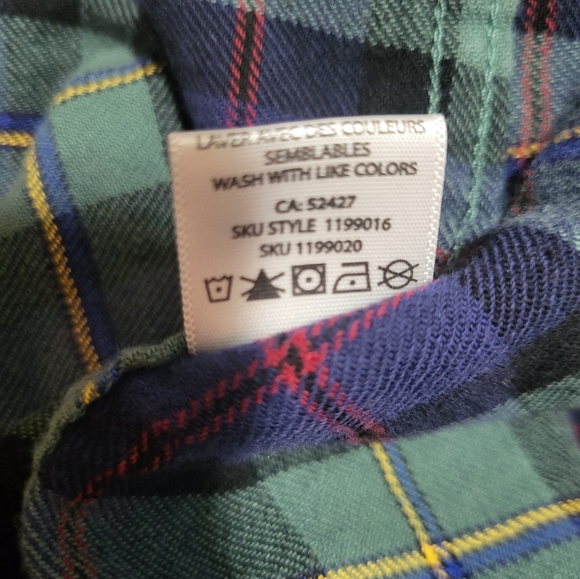 LAVER AVEC DES COULEURS
SEMBLABLES
WASH WITH LIKE COLORS
CA: 52427
SKU STYLE 1199016
SKU 1199020